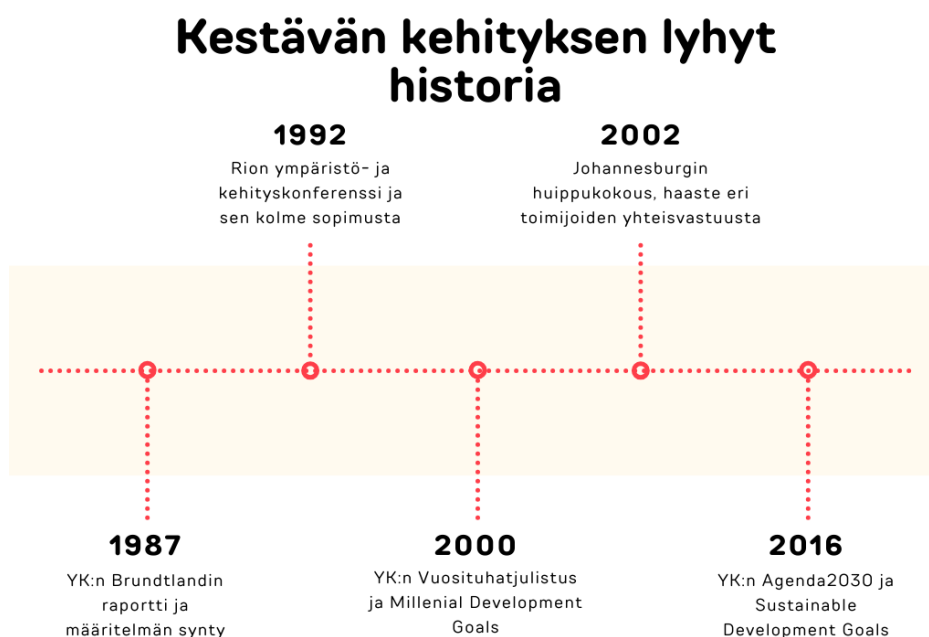 Kestävän kehityksen lyhyt
historia
1992
Rion ympäristö- ja
kehityskonferenssi ja
sen kolme sopimusta
2002
Johannesburgin
huippukokous, haaste eri
toimijoiden yhteisvastuusta
1987
YK:n Brundtlandin
raportti ja
määritelmän synty
2000
YK:n Vuosituhatjulistus
ja Millenial Development
Goals
2016
YK:n Agenda2030 ja
Sustainable
Development Goals